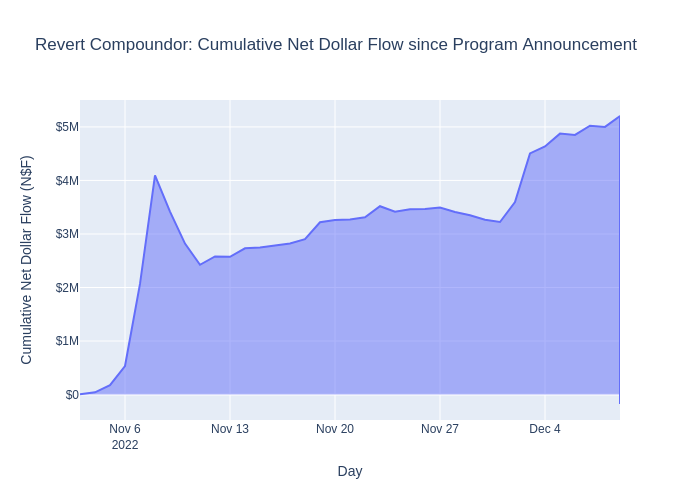 Revert Compoundor: Cumulative Net Dollar Flow since Program Announcement
Cumulative Net Dollar Flow (N$F)
$5M
$4M
$3M
$2M
$1M
$0
Nov 6
2022
Nov 13
Nov 20
Nov 27
Dec 4
Day